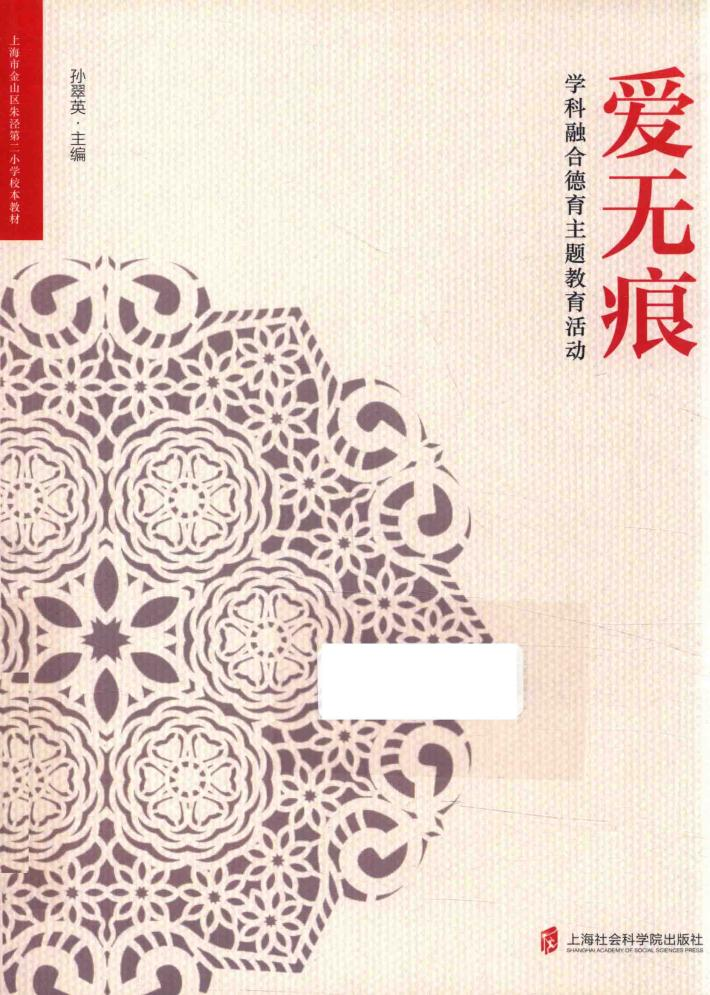 爱无痕
学科融合德育主题教育活动
孙翠英·主编
上海市金山区朱泾第二小学校本教材
上海社会科学院出版社
SHANGHAI ACADEMY OF SOCIAL SCIENCES PRESS